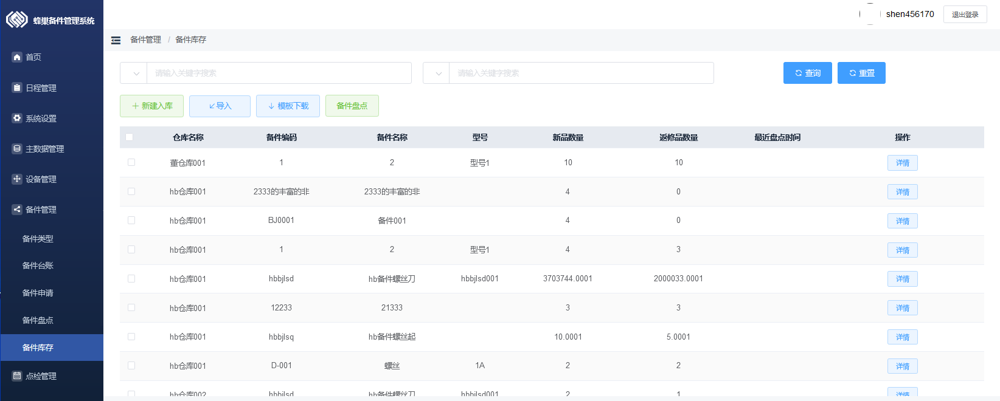 蜂巢备件管理系统
shen456170 退出登录
备件管理 / 备件库存
首页
日程管理
系统设置
主数据管理
设备管理
备件管理
备件类型
备件台账
备件申请
备件盘点
备件库存
点检管理
请输入关键字搜索 请输入关键字搜索 查询 重置
新建入库 导入 模板下载 备件盘点
仓库名称 备件编码 备件名称 型号 新品数量 返修品数量 最近盘点时间 操作
董仓库001 1 2 型号1 10 10 详情
hb仓库001 2333的丰富的非 2333的丰富的非 4 0 详情
hb仓库001 BJ0001 备件001 4 0 详情
hb仓库001 1 2 型号1 4 3 详情
hb仓库001 hbbjlsd hb备件螺丝刀 hbbjlsd001 3703744.0001 2000033.0001 详情
hb仓库001 12233 21333 3 3 详情
hb仓库001 hbbjlsq hb备件螺丝起 10.0001 5.0001 详情
hb仓库001 D-001 螺丝 1A 2 2 详情
hb仓库002 hbbjlsd hb备件螺丝刀 hbbjlsd001 2 1 详情